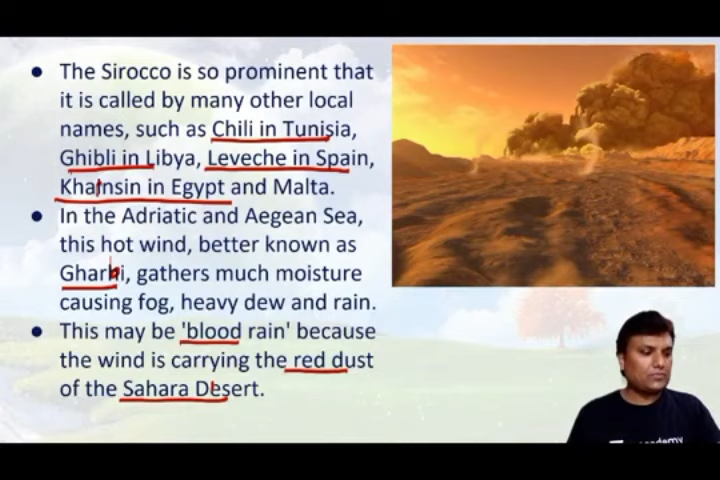 ● The Sirocco is so prominent that
it is called by many other local
names, such as Chili in Tunisia,
Ghibli in Libya, Leveche in Spain,
Khamsin in Egypt and Malta.
● In the Adriatic and Aegean Sea,
this hot wind, better known as
Gharbi, gathers much moisture
causing fog, heavy dew and rain.
● This may be 'blood rain' because
the wind is carrying the red dust
of the Sahara Desert.